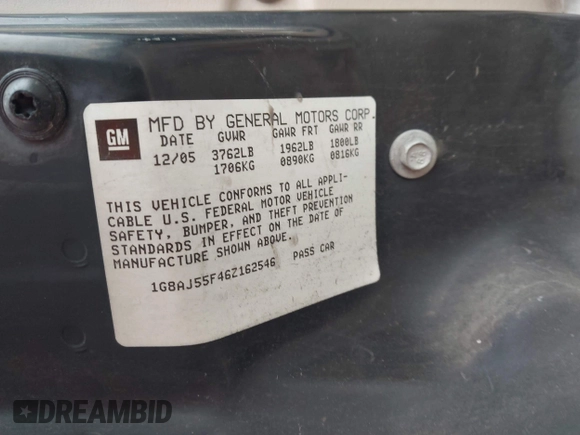 GM
MFD BY GENERAL MOTORS CORP.
DATE GVWR GAWR FRT GAWR RR
12/05 3762LB 1962LB 1800LB
1706KG 0890KG 0816KG
THIS VEHICLE CONFORMS TO ALL APPLI-
CABLE U.S. FEDERAL MOTOR VEHICLE
SAFETY, BUMPER, AND THEFT PREVENTION
STANDARDS IN EFFECT ON THE DATE OF
MANUFACTURE SHOWN ABOVE.
1G8AJ55F46Z162546 PASS CAR
DREAMBID